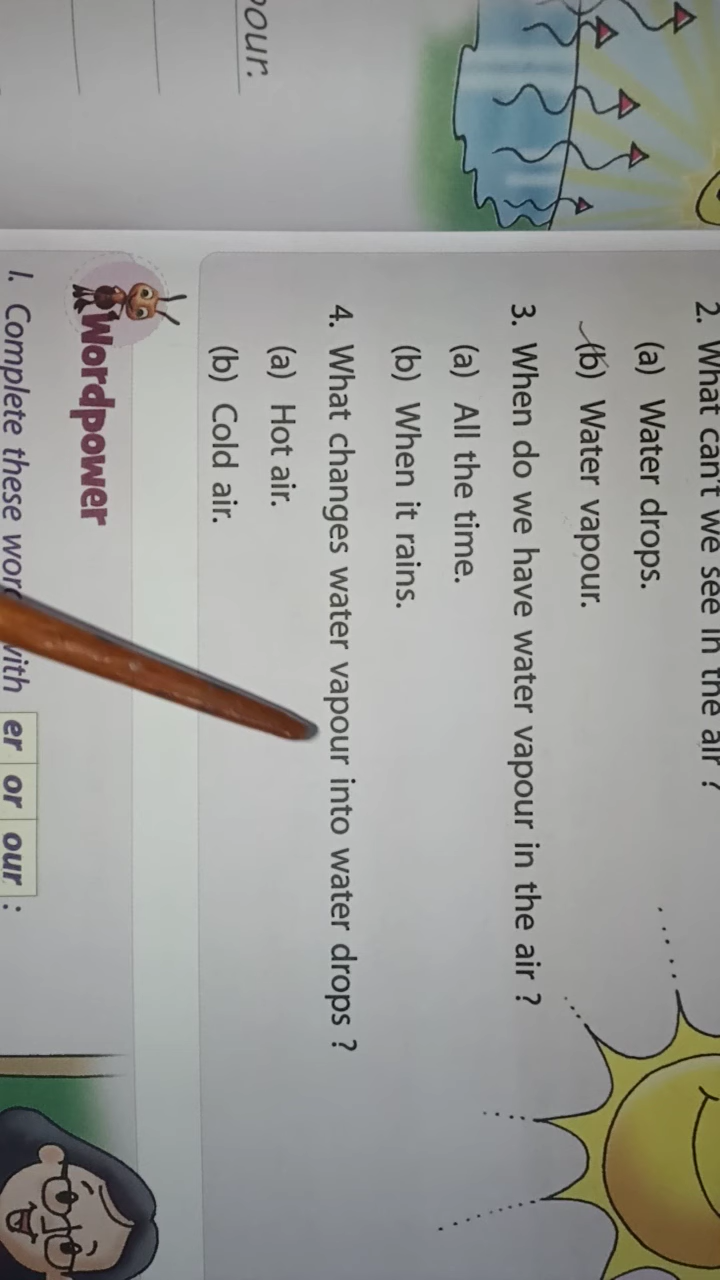 our.
2. What can't we see in the air ?
(a) Water drops.
(b) Water vapour.
3. When do we have water vapour in the air ?
(a) All the time.
(b) When it rains.
4. What changes water vapour into water drops ?
(a) Hot air.
(b) Cold air.
Wordpower
I. Complete these with er or our :